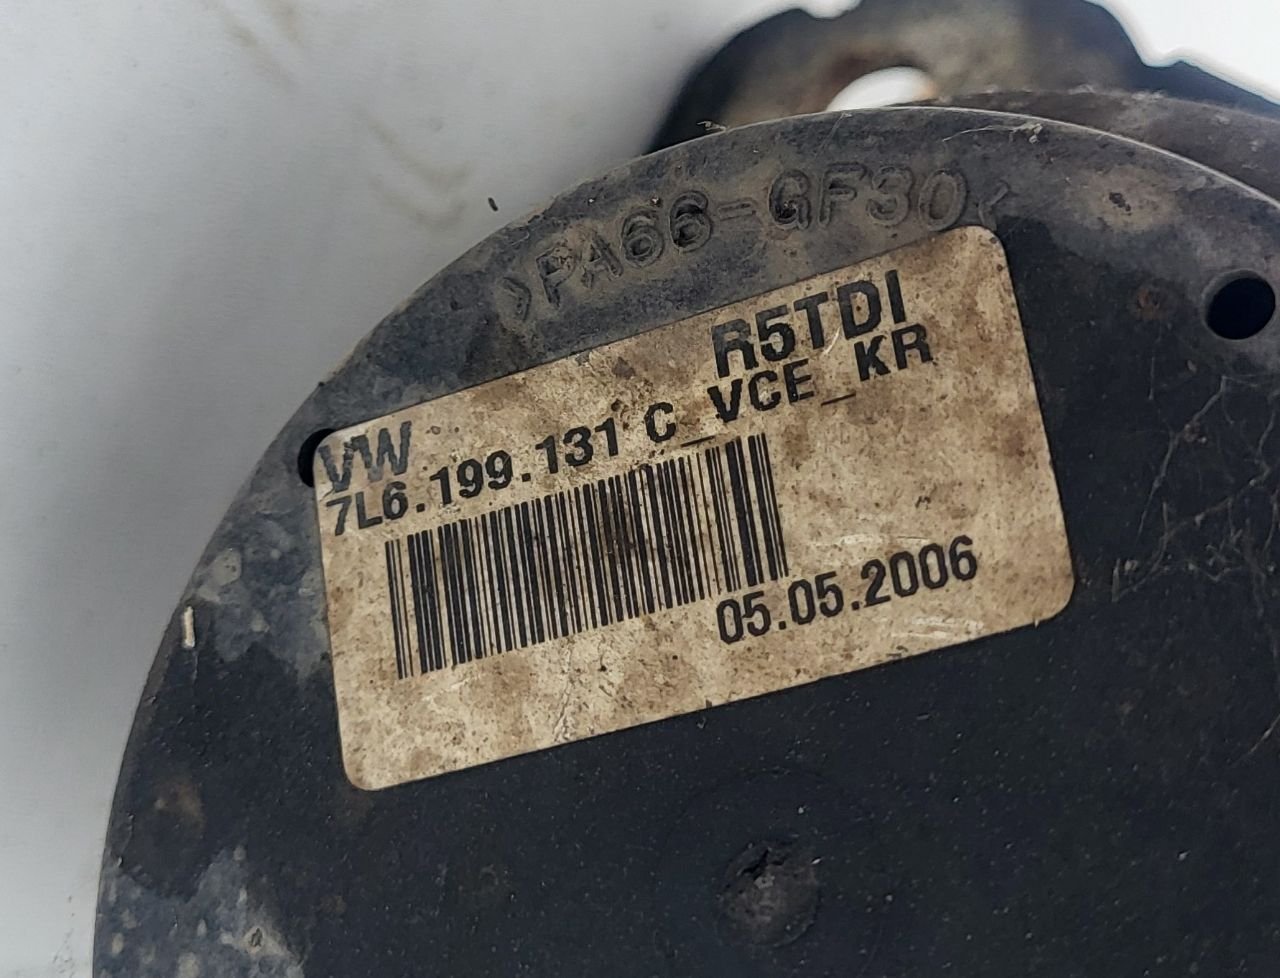 >PA66-GF30<
R5TDI
VW
7L6.199.131 C_VCE_KR
05.05.2006